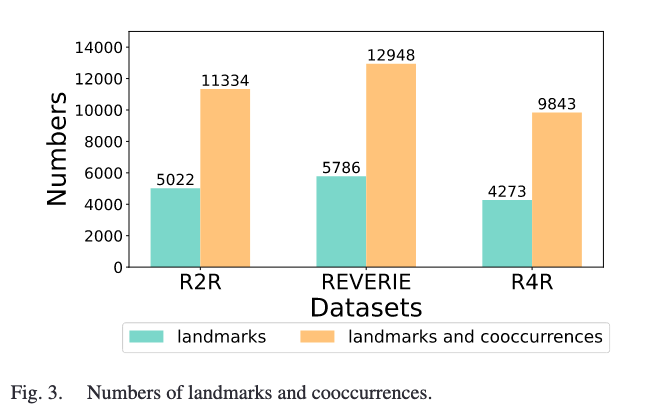 14000
12000
10000
8000
6000
4000
2000
0
Numbers
5022
11334
5786
12948
4273
9843
R2R
REVERIE
R4R
Datasets
landmarks
landmarks and cooccurrences
Fig. 3. Numbers of landmarks and cooccurrences.